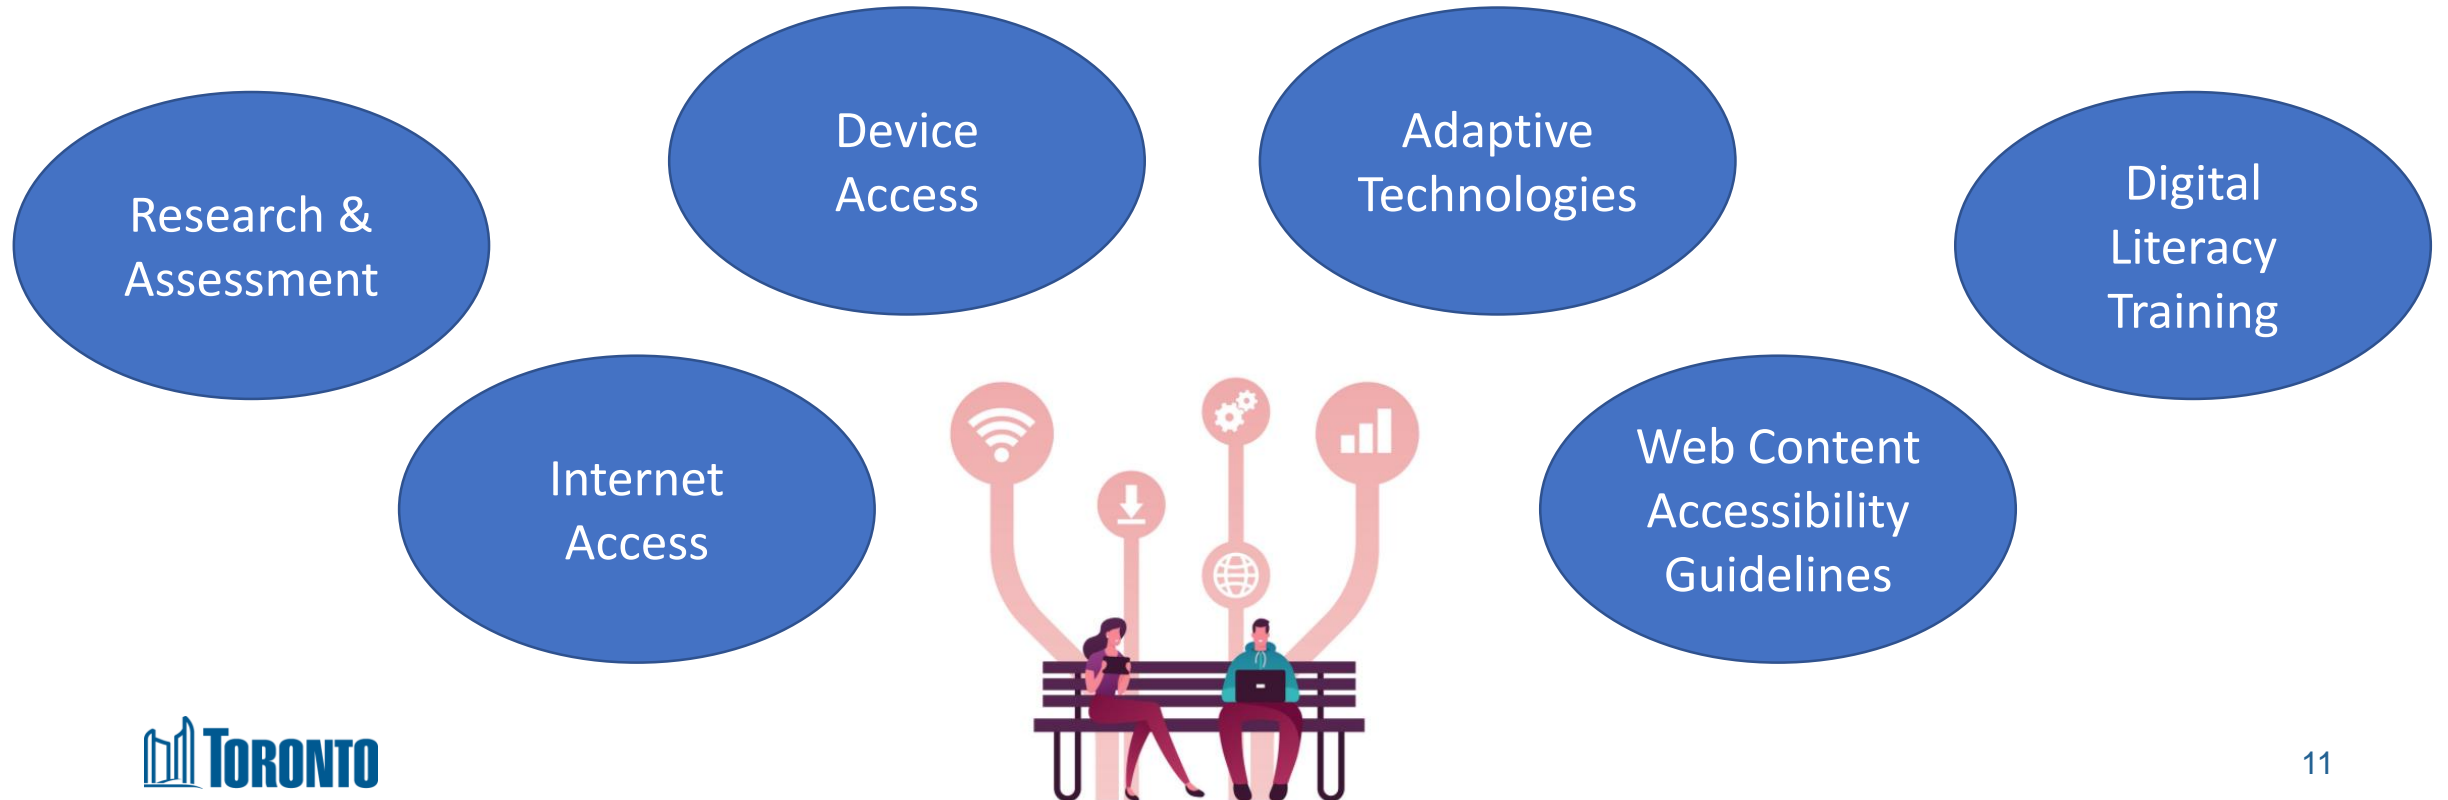 Research &
Assessment
Internet
Access
Device
Access
Adaptive
Technologies
Web Content
Accessibility
Guidelines
Digital
Literacy
Training
TORONTO
11